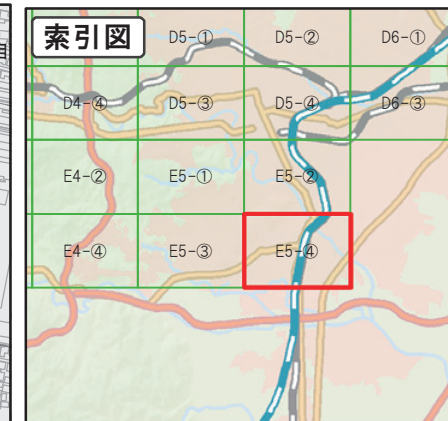 索引図
D5-① D5-② D6-①
D4-④ D5-③ D5-④ D6-③
E4-② E5-① E5-②
E4-④ E5-③ E5-④